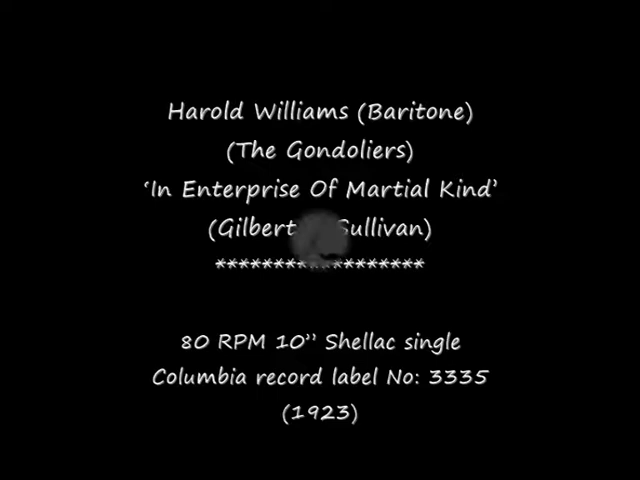 Harold Williams (Baritone)
(The Gondoliers)
‘In Enterprise Of Martial Kind’
(Gilbert Sullivan)
******************
80 RPM 10” Shellac single
Columbia record label No: 3335
(1923)